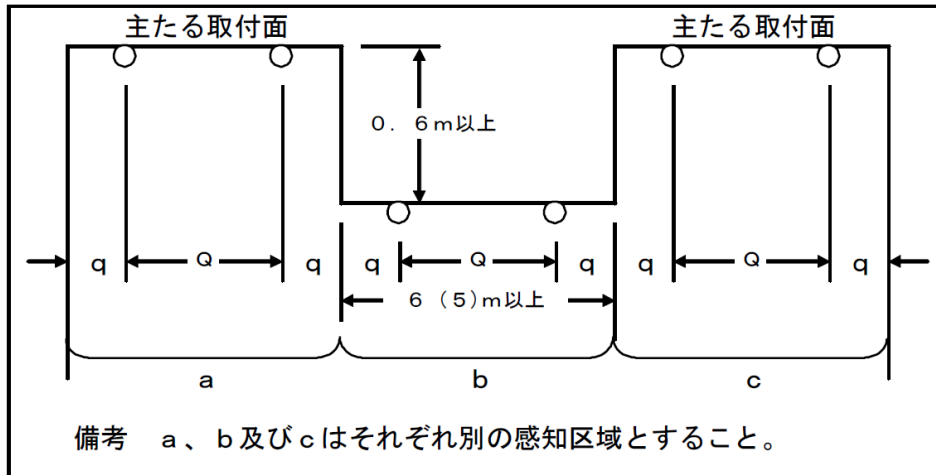 主たる取付面 主たる取付面
0．6m以上
q Q q q Q q q Q q
6（5）m以上
a b c
備考 a、b及びcはそれぞれ別の感知区域とすること。